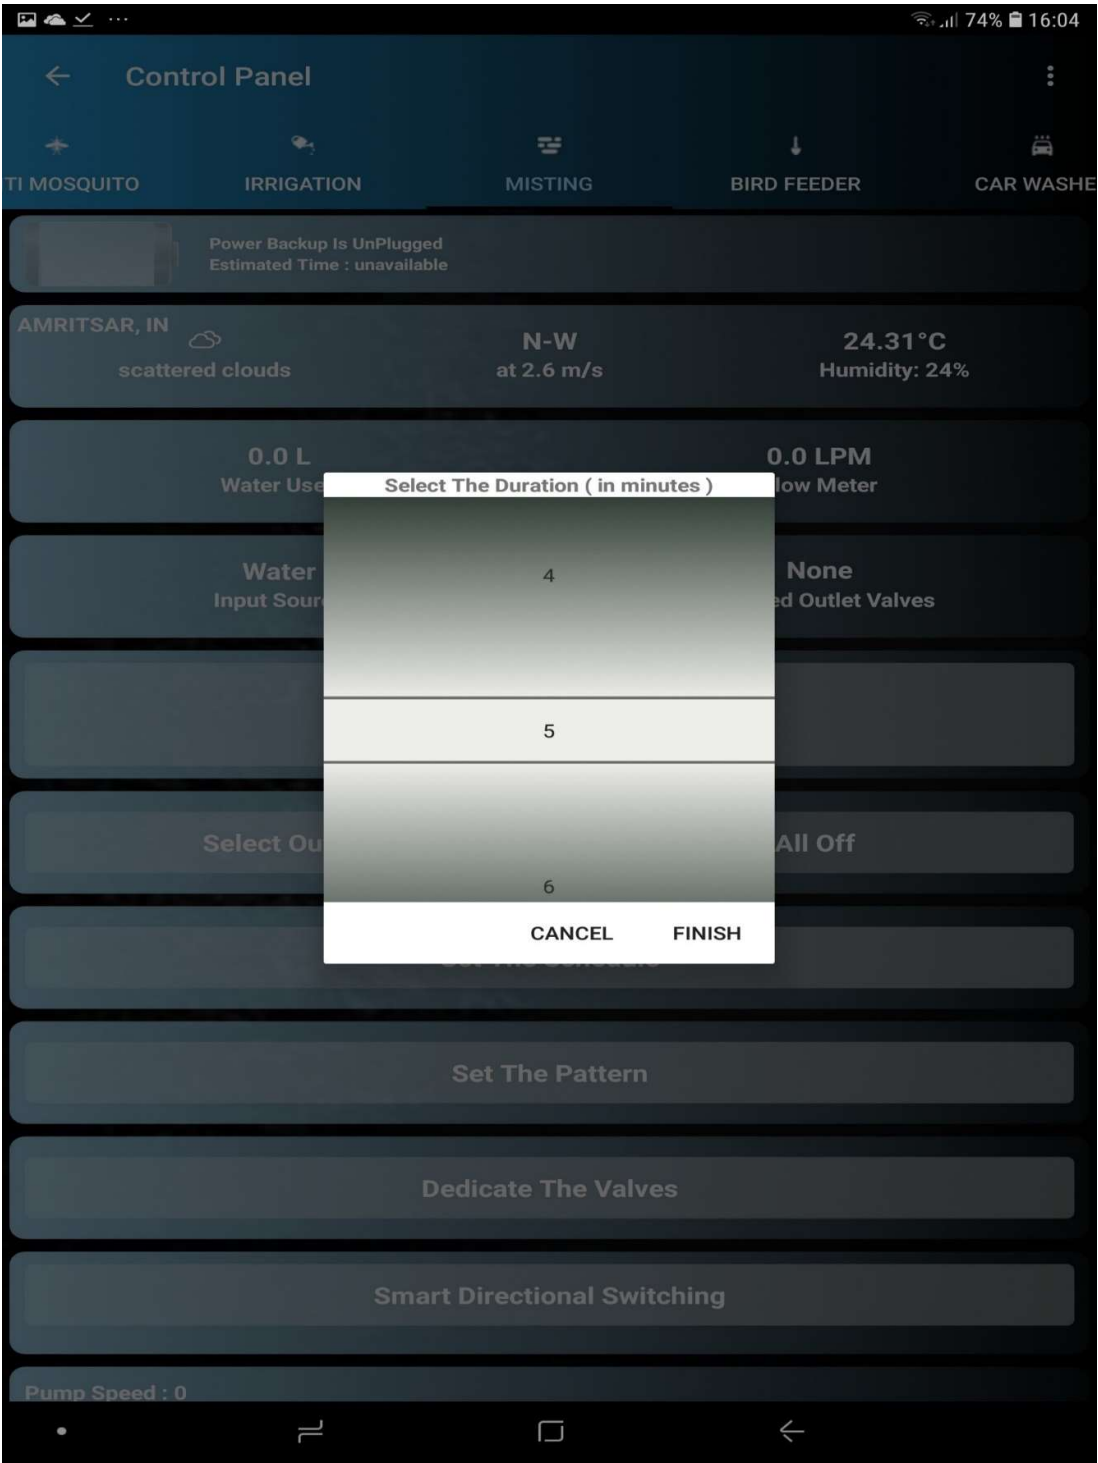 74% 16:04
Control Panel
TI MOSQUITO IRRIGATION MISTING BIRD FEEDER CAR WASHE
Power Backup Is UnPlugged
Estimated Time : unavailable
AMRITSAR, IN
scattered clouds
N-W
at 2.6 m/s
24.31°C
Humidity: 24%
0.0 L
Water Use
0.0 LPM
low Meter
Water
Input Sour
None
ed Outlet Valves
Select The Duration ( in minutes )
4
5
6
CANCEL FINISH
Select Ou
All Off
Set The Pattern
Dedicate The Valves
Smart Directional Switching
Pump Speed : 0